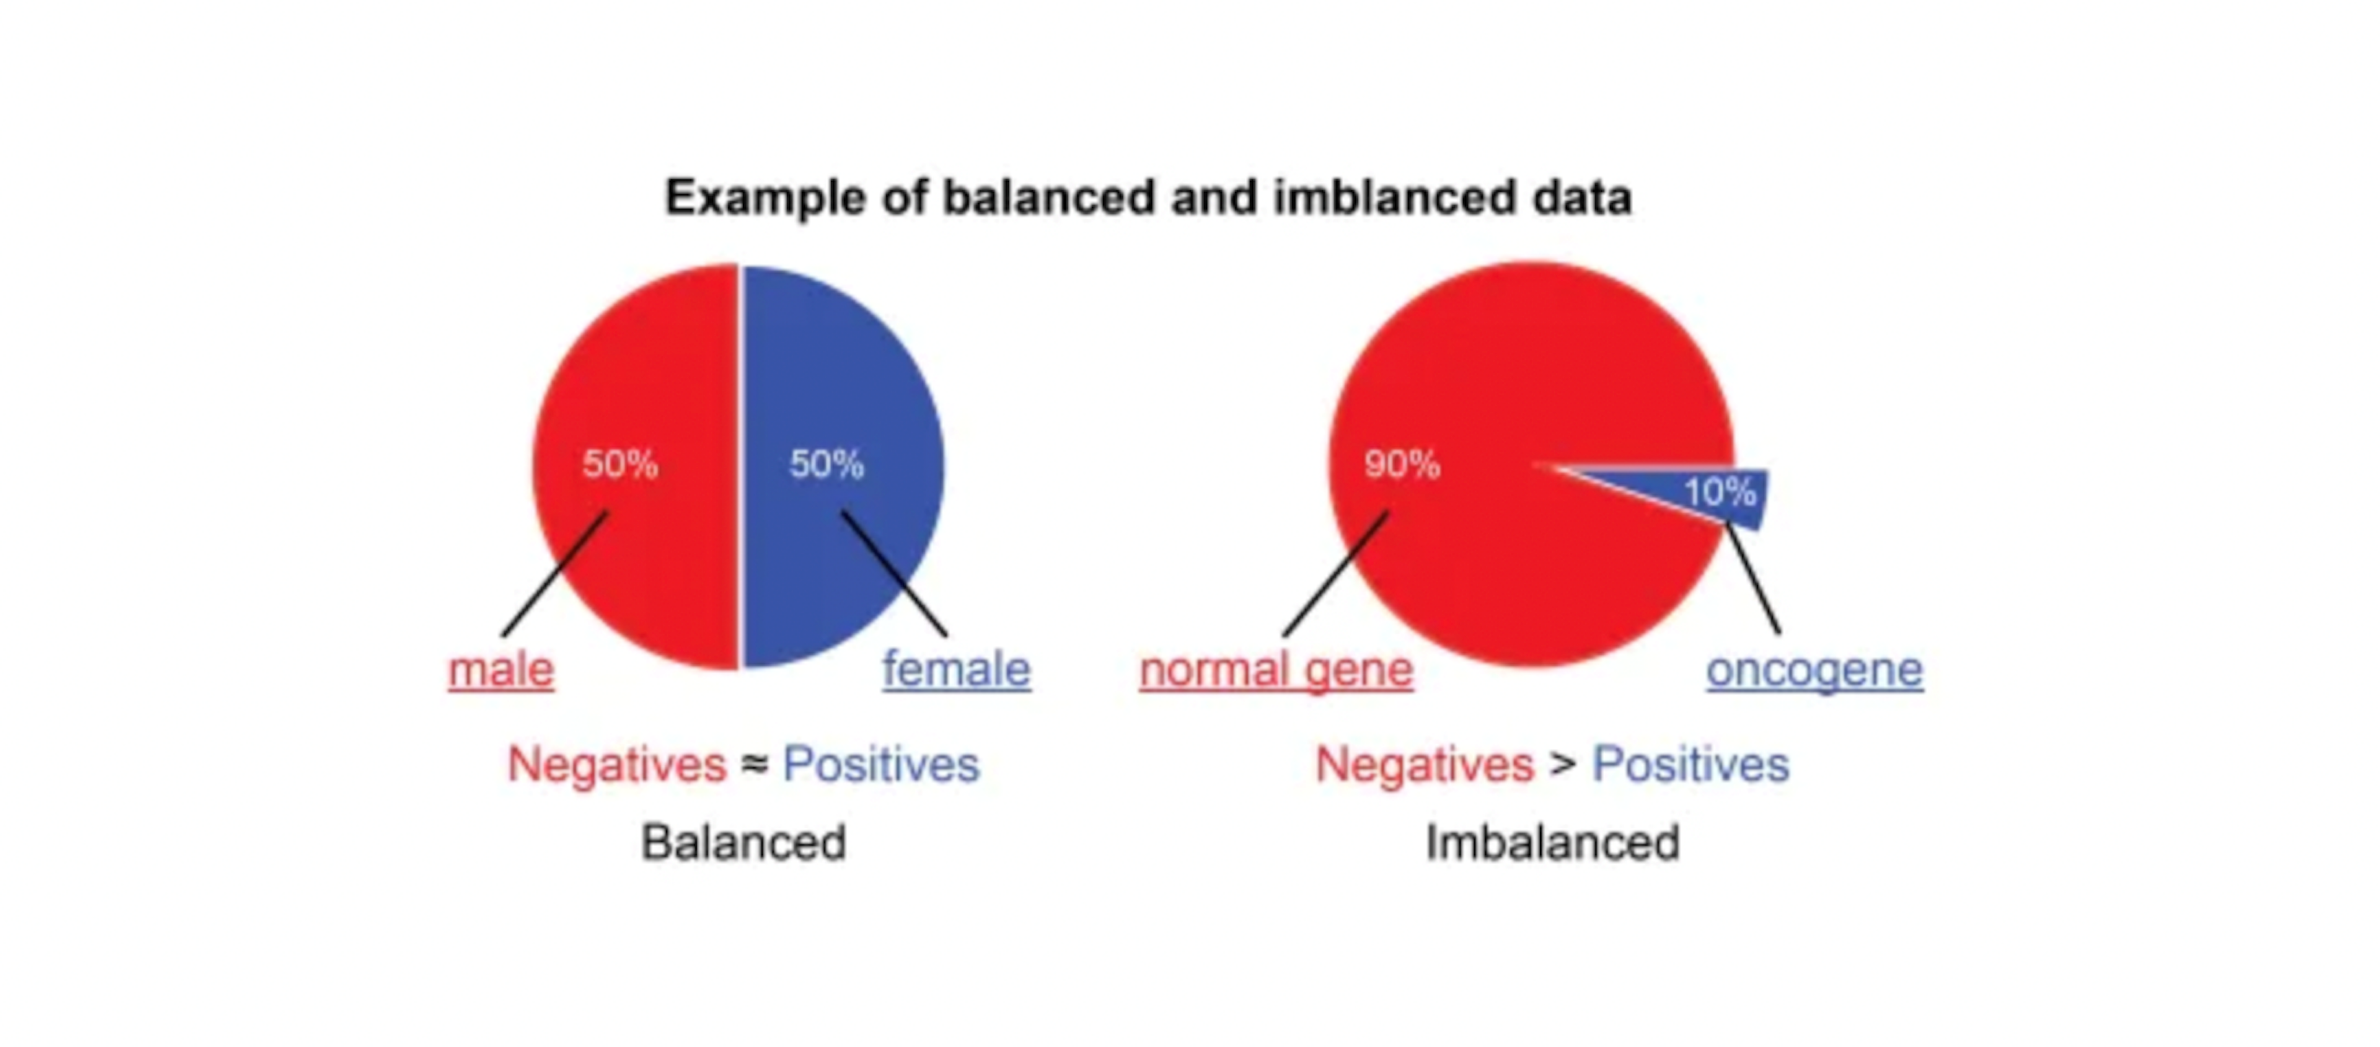 Example of balanced and imblanced data
50%
50%
male
female
Negatives ≈ Positives
Balanced
90%
10%
normal gene
oncogene
Negatives > Positives
Imbalanced